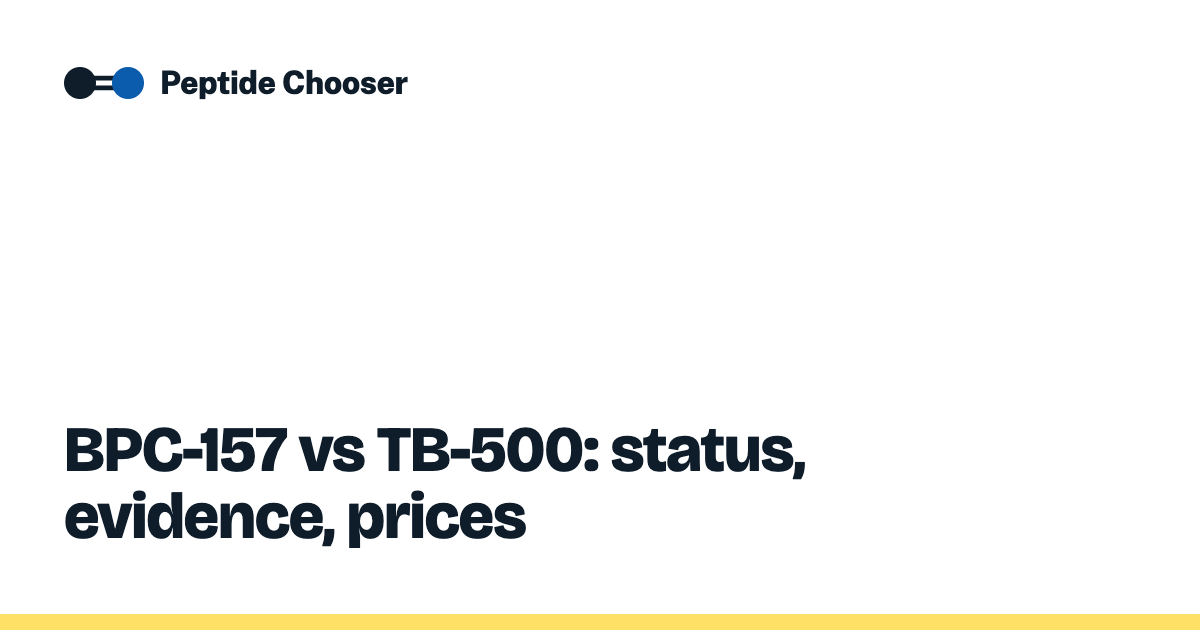 Peptide Chooser
BPC-157 vs TB-500: status,
evidence, prices